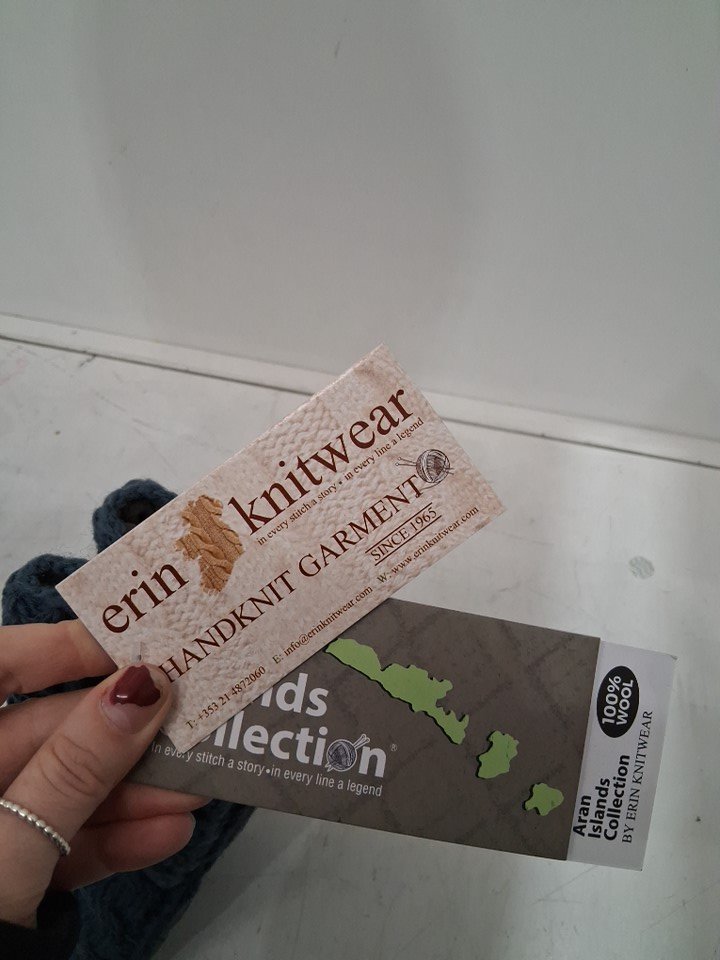 erin knitwear
in every stitch a story • in every line a legend
HANDKNIT GARMENT
SINCE 1965
T: +353 21 4872060 E: info@erinknitwear.com W: www.erinknitwear.com
nds
llection®
In every stitch a story•in every line a legend
100%
WOOL
Aran
Islands
Collection
BY ERIN KNITWEAR